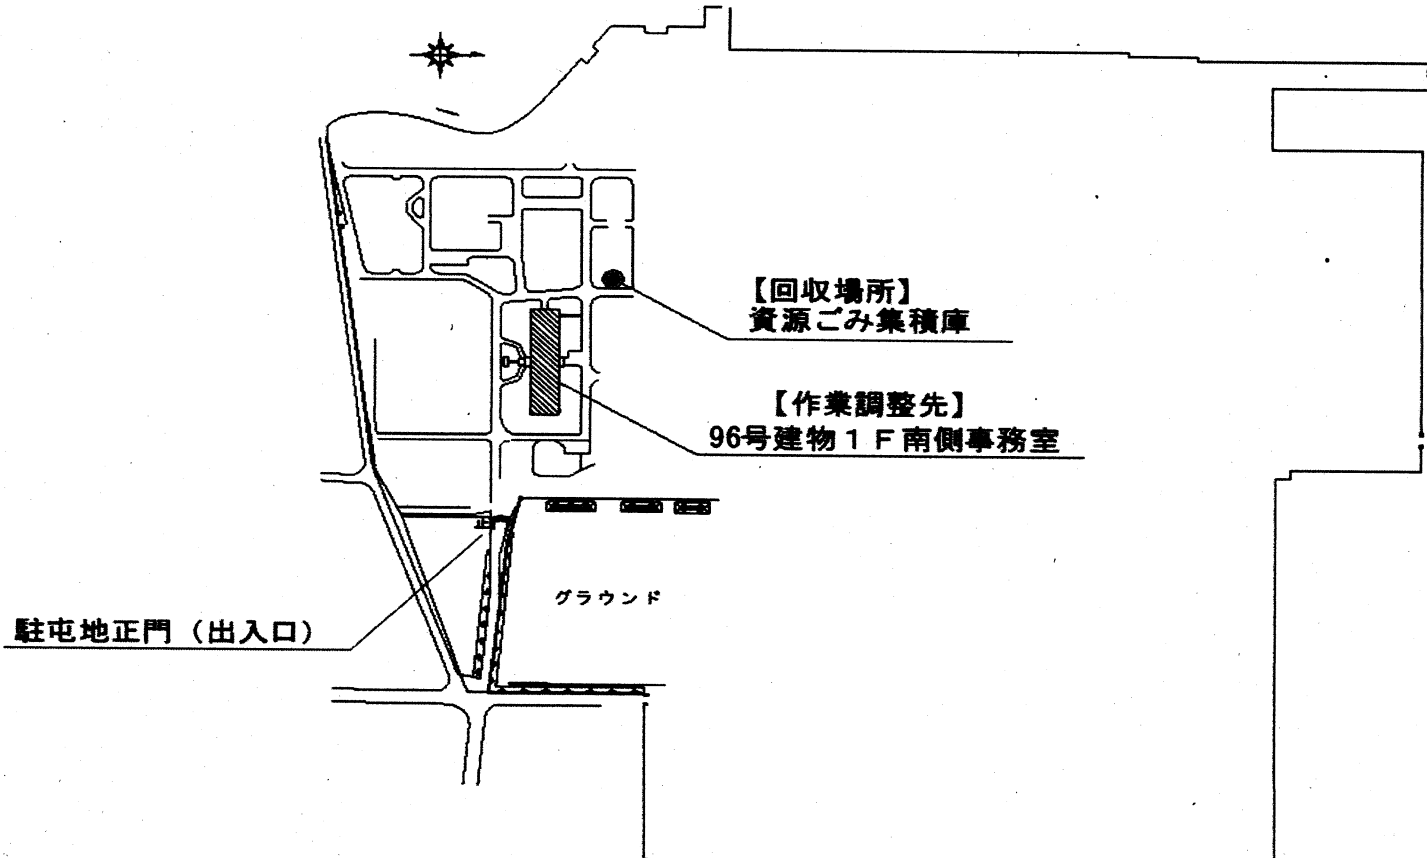 【回収場所】
資源ごみ集積庫
【作業調整先】
96号建物１Ｆ南側事務室
グラウンド
駐屯地正門（出入口）